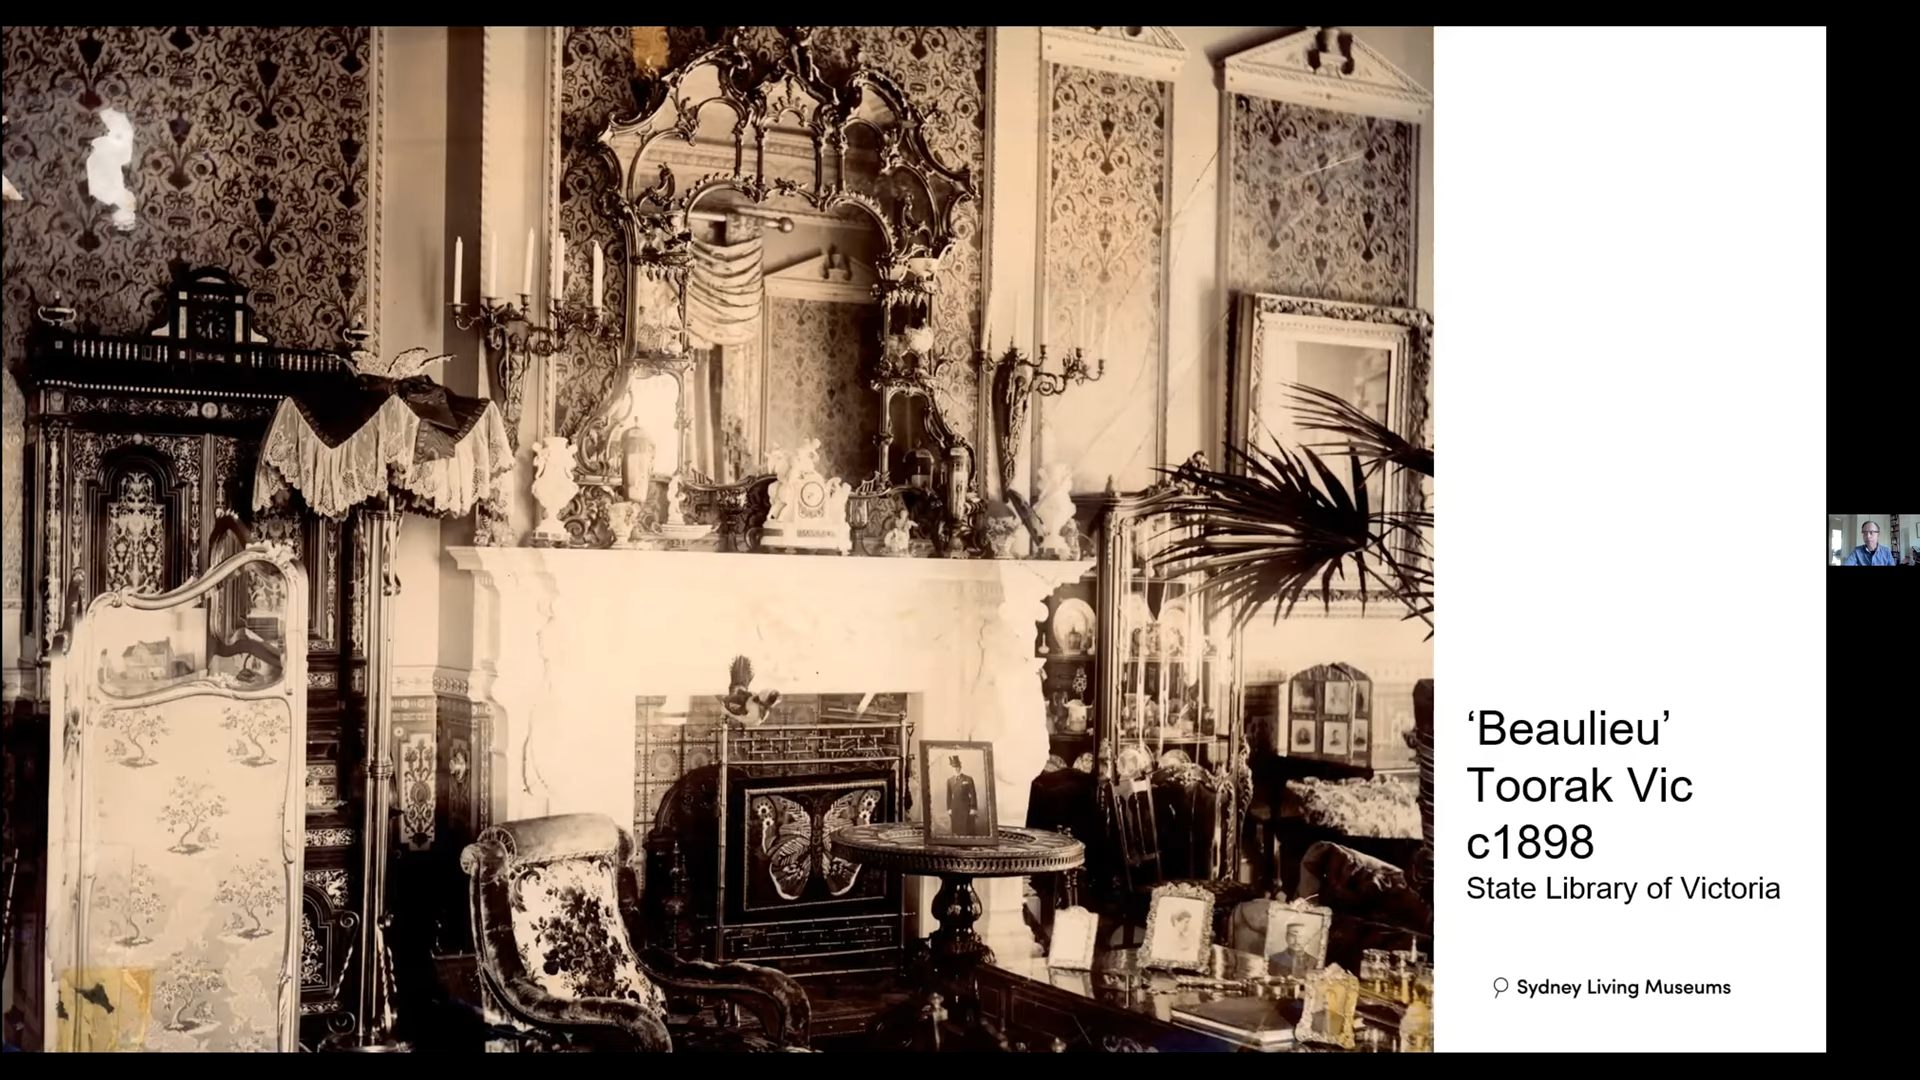 ‘Beaulieu’
Toorak Vic
c1898
State Library of Victoria
Sydney Living Museums